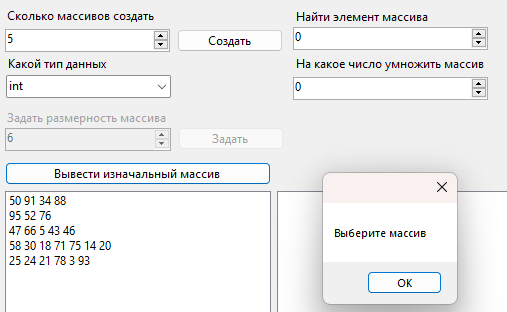 Сколько массивов создать
5
Создать
Какой тип данных
int
Задать размерность массива
6
Задать
Вывести изначальный массив
50 91 34 88
95 52 76
47 66 5 43 46
58 30 18 71 75 14 20
25 24 21 78 3 93
Найти элемент массива
0
На какое число умножить массив
0
Выберите массив
OK